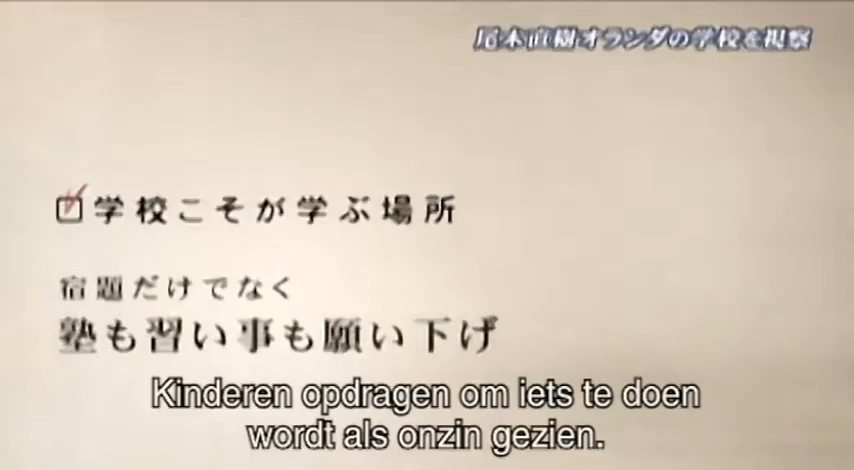 尾木直樹オランダの学校を視察
学校こそが学ぶ場所
宿題だけでなく
塾も習い事も願い下げ
Kinderen opdragen om iets te doen
wordt als onzin gezien.